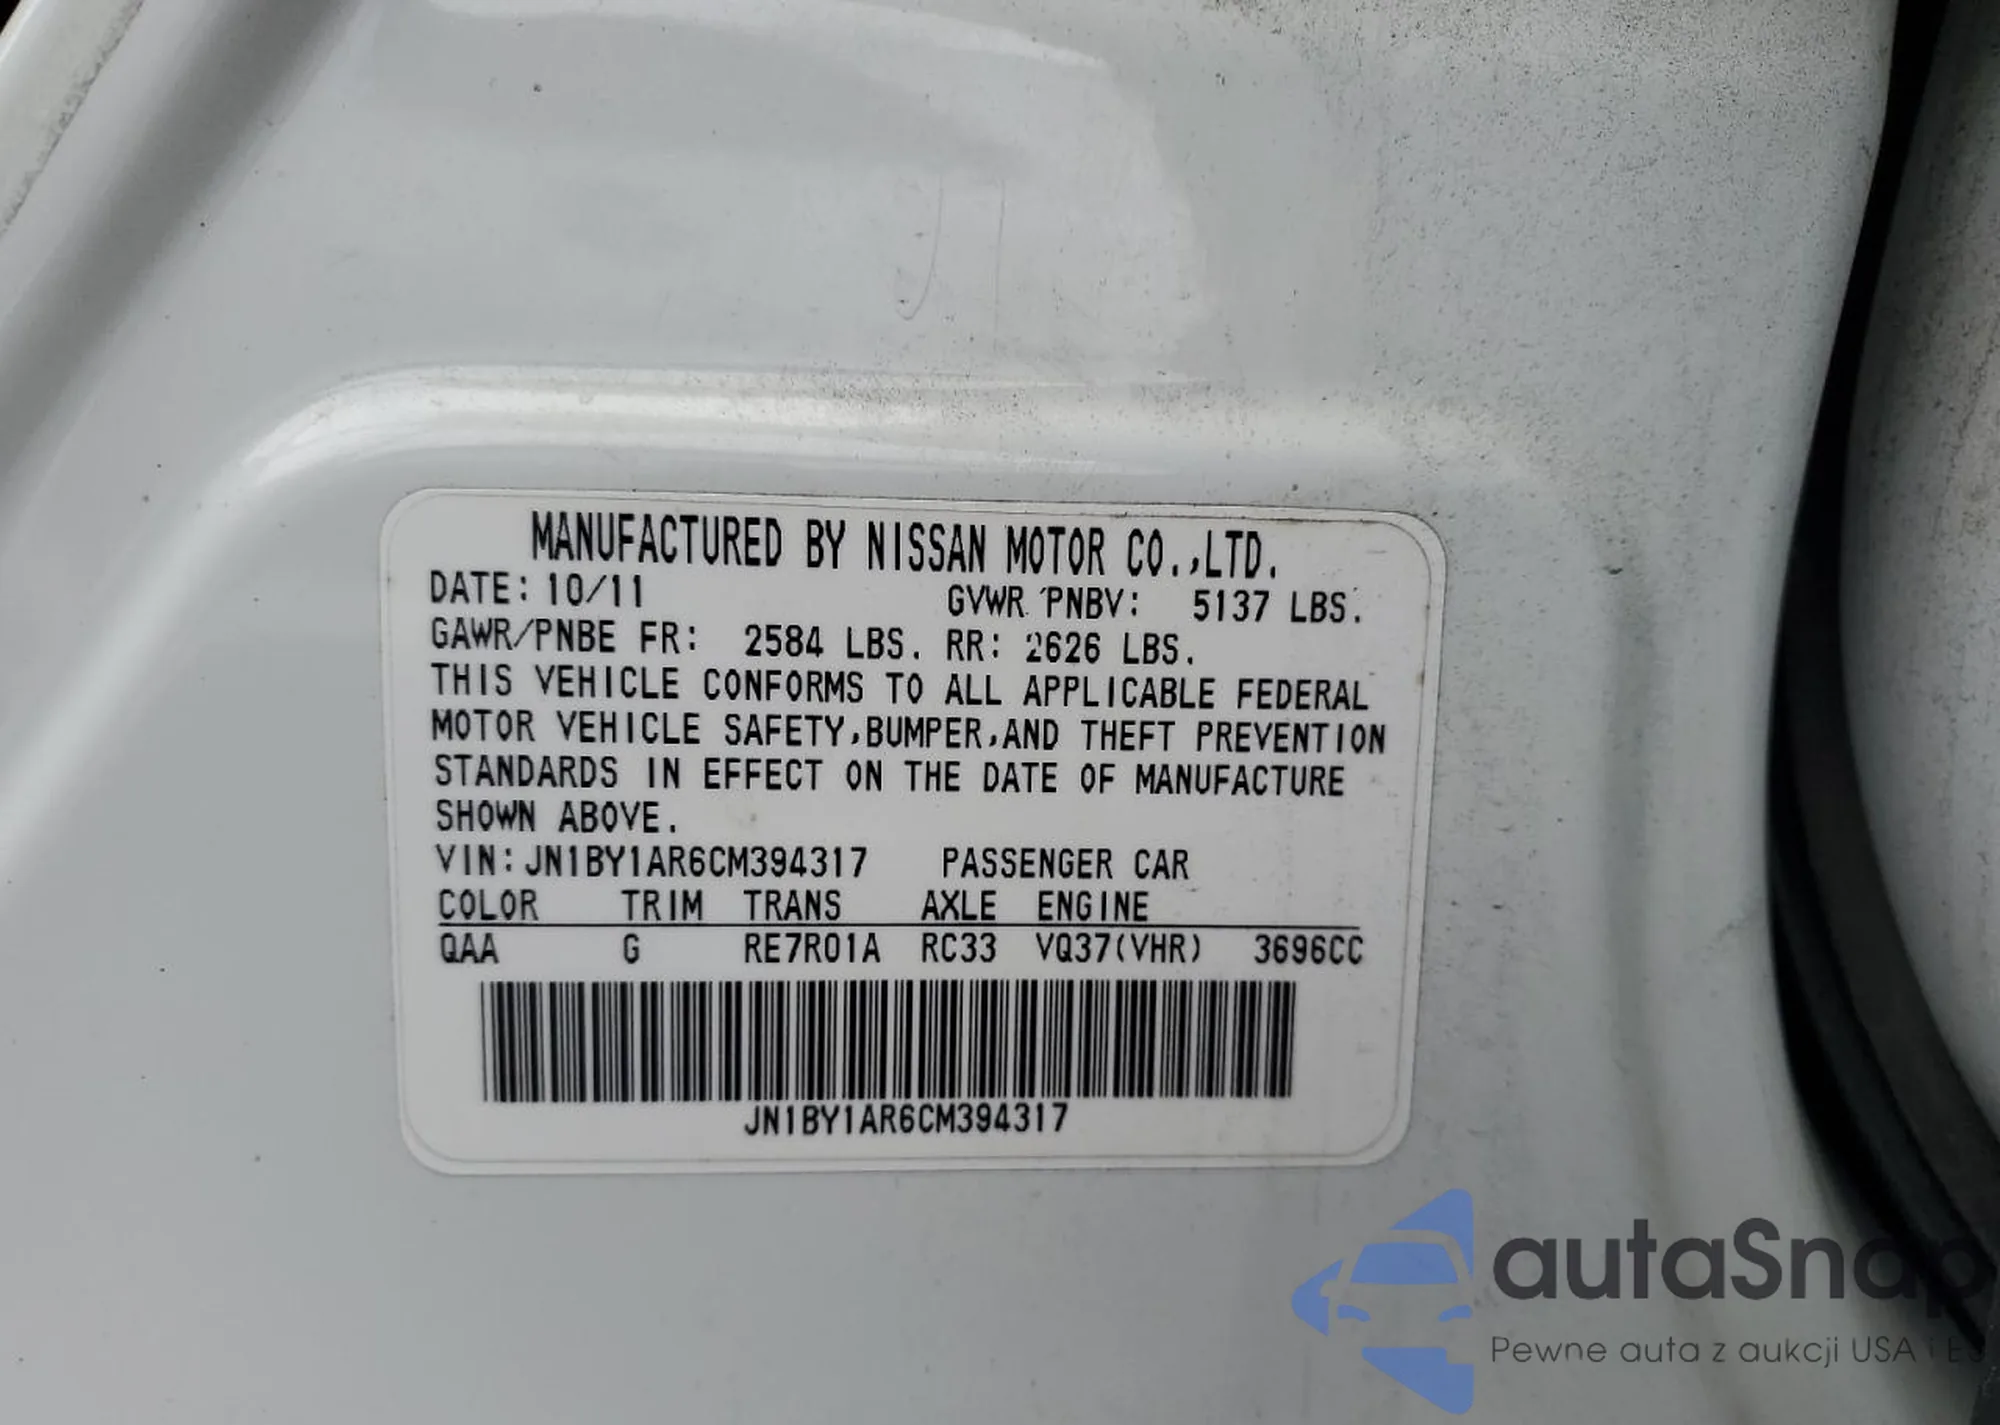 MANUFACTURED BY NISSAN MOTOR CO.,LTD.
DATE: 10/11 GVWR/PNBV: 5137 LBS.
GAWR/PNBE FR: 2584 LBS. RR: 2626 LBS.
THIS VEHICLE CONFORMS TO ALL APPLICABLE FEDERAL
MOTOR VEHICLE SAFETY,BUMPER,AND THEFT PREVENTION
STANDARDS IN EFFECT ON THE DATE OF MANUFACTURE
SHOWN ABOVE.
VIN: JN1BY1AR6CM394317 PASSENGER CAR
COLOR TRIM TRANS AXLE ENGINE
QAA G RE7R01A RC33 VQ37(VHR) 3696CC
JN1BY1AR6CM394317
autaSnap
Pewne auta z aukcji USA i EU